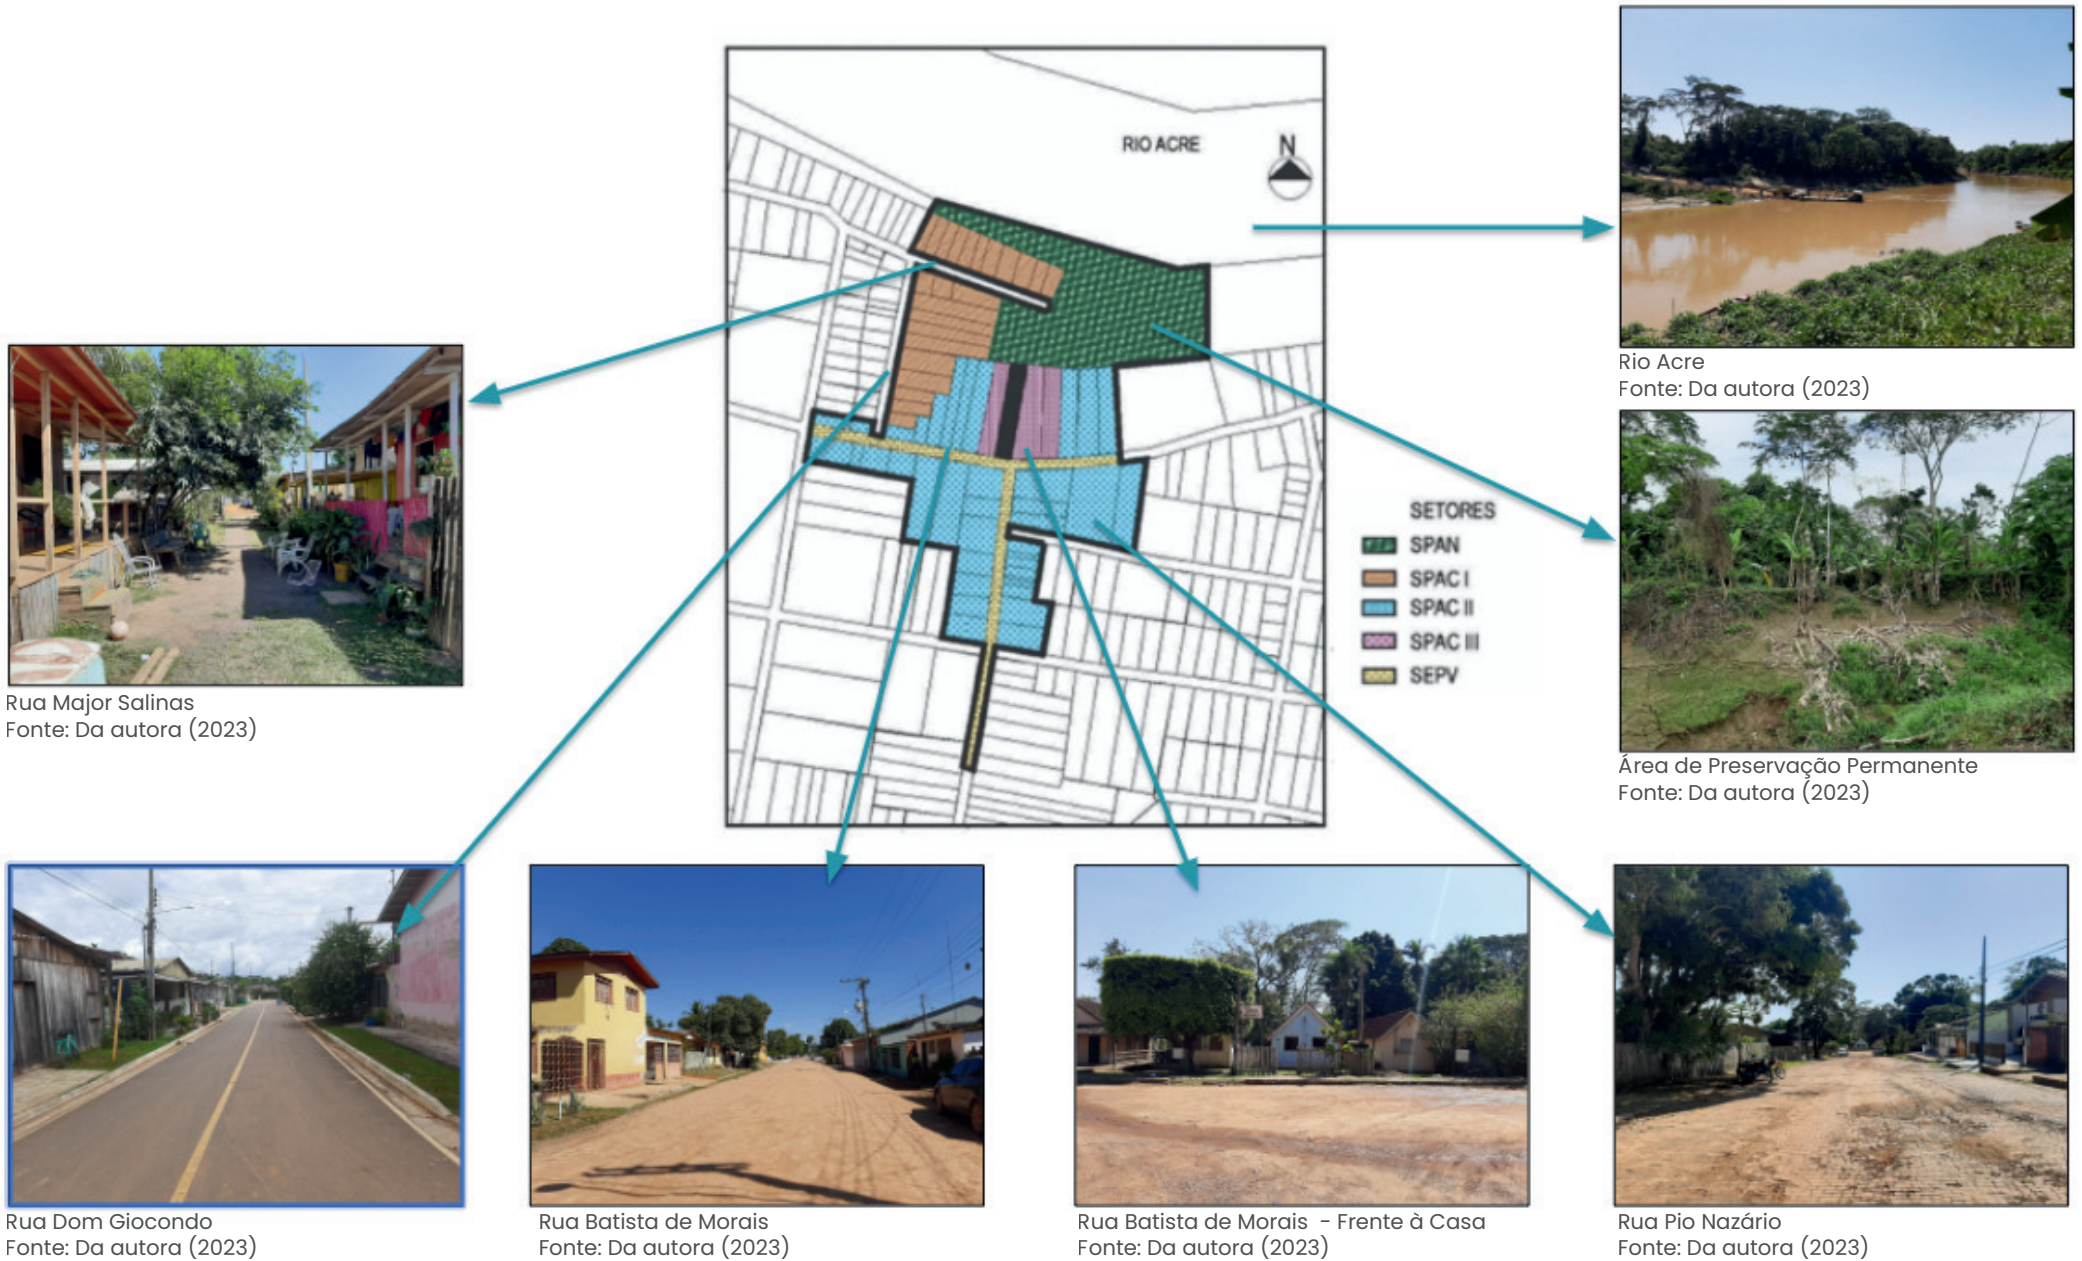 RIO ACRE
N
SETORES
SPAN
SPAC I
SPAC II
SPAC III
SEPV
Rio Acre
Fonte: Da autora (2023)
Área de Preservação Permanente
Fonte: Da autora (2023)
Rua Major Salinas
Fonte: Da autora (2023)
Rua Dom Giocondo
Fonte: Da autora (2023)
Rua Batista de Morais
Fonte: Da autora (2023)
Rua Batista de Morais - Frente à Casa
Fonte: Da autora (2023)
Rua Pio Nazário
Fonte: Da autora (2023)